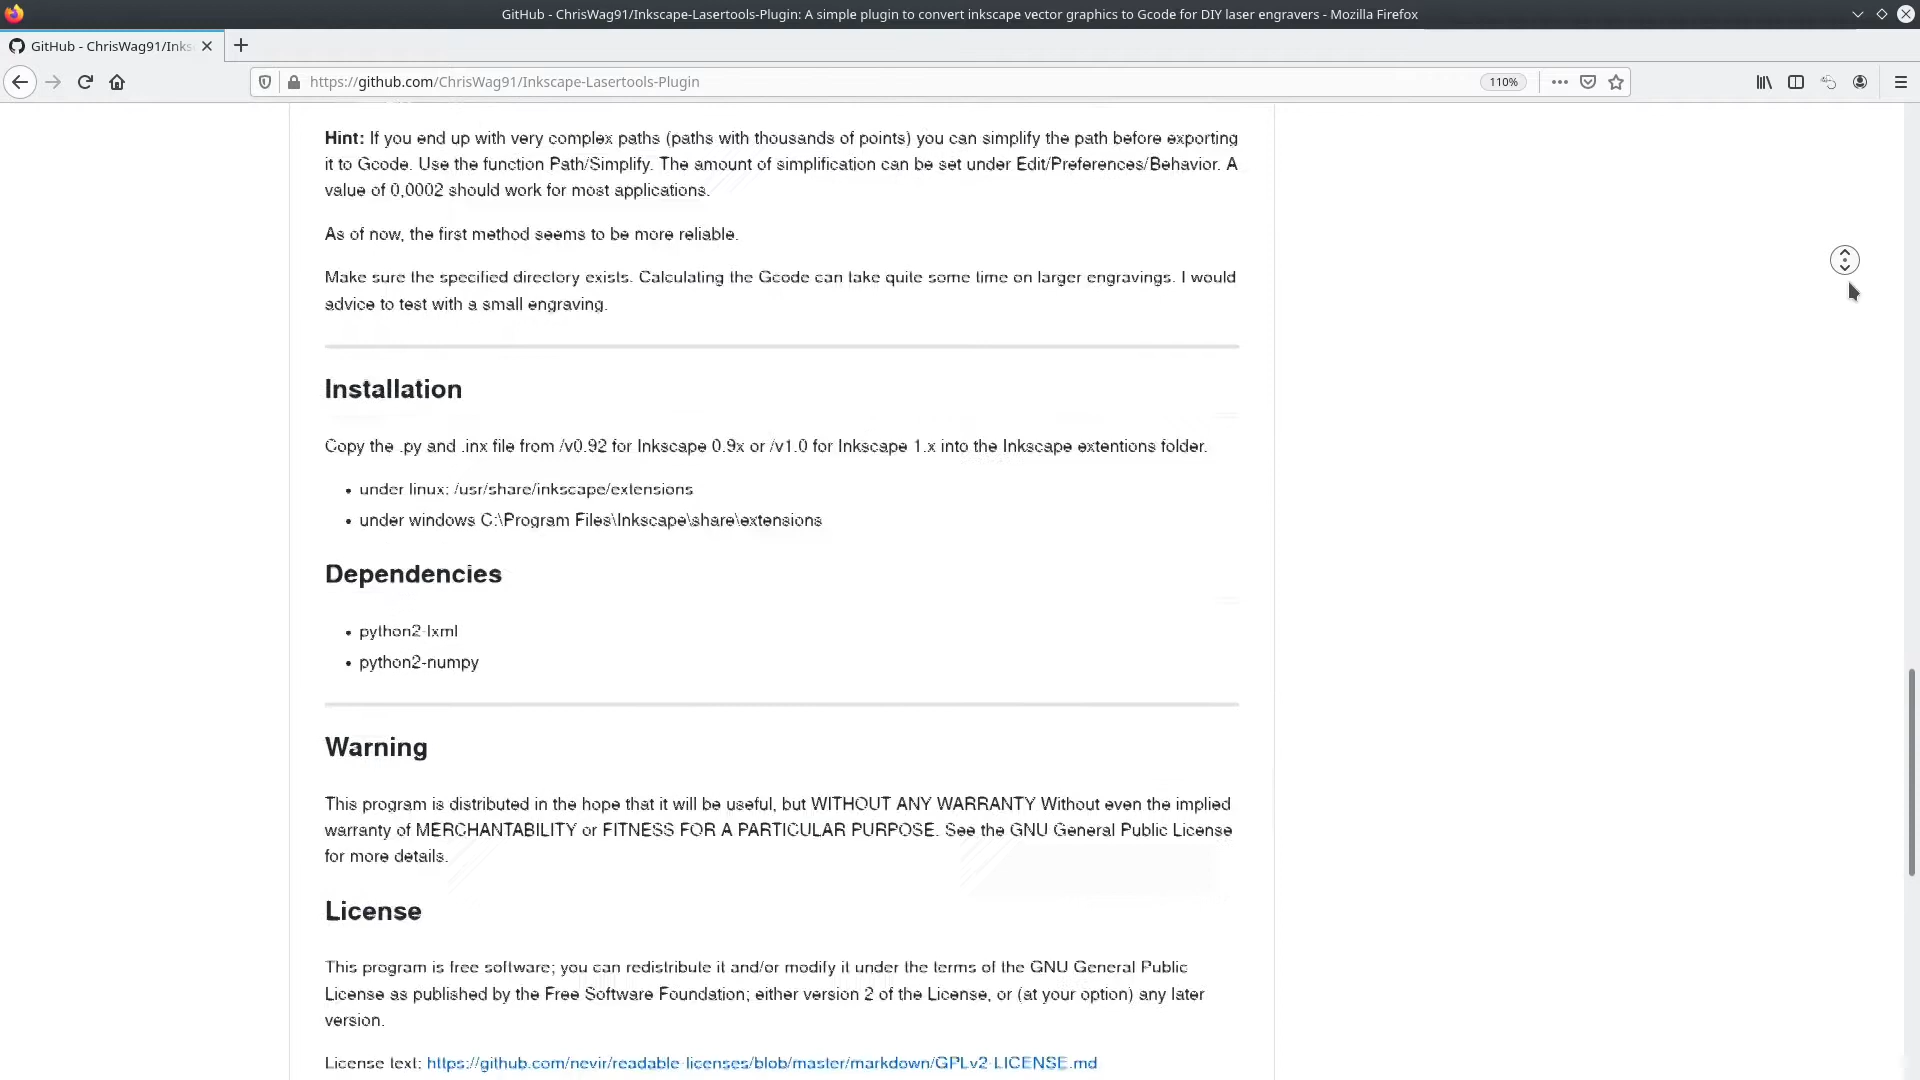 GitHub - ChrisWag91/Inkscape-Lasertools-Plugin: A simple plugin to convert inkscape vector graphics to Gcode for DIY laser engravers - Mozilla Firefox
GitHub - ChrisWag91/Inks
https://github.com/ChrisWag91/Inkscape-Lasertools-Plugin
110%
Hint: If you end up with very complex paths (paths with thousands of points) you can simplify the path before exporting
it to Gcode. Use the function Path/Simplify. The amount of simplification can be set under Edit/Preferences/Behavior. A
value of 0,0002 should work for most applications.
As of now, the first method seems to be more reliable.
Make sure the specified directory exists. Calculating the Gcode can take quite some time on larger engravings. I would
advice to test with a small engraving.
Installation
Copy the .py and .inx file from /v0.92 for Inkscape 0.9x or /v1.0 for Inkscape 1.x into the Inkscape extentions folder.
• under linux: /usr/share/inkscape/extensions
• under windows C:\Program Files\Inkscape\share\extensions
Dependencies
• python2-lxml
• python2-numpy
Warning
This program is distributed in the hope that it will be useful, but WITHOUT ANY WARRANTY Without even the implied
warranty of MERCHANTABILITY or FITNESS FOR A PARTICULAR PURPOSE. See the GNU General Public License
for more details.
License
This program is free software; you can redistribute it and/or modify it under the terms of the GNU General Public
License as published by the Free Software Foundation; either version 2 of the License, or (at your option) any later
version.
License text: https://github.com/nevir/readable-licenses/blob/master/markdown/GPLv2-LICENSE.md